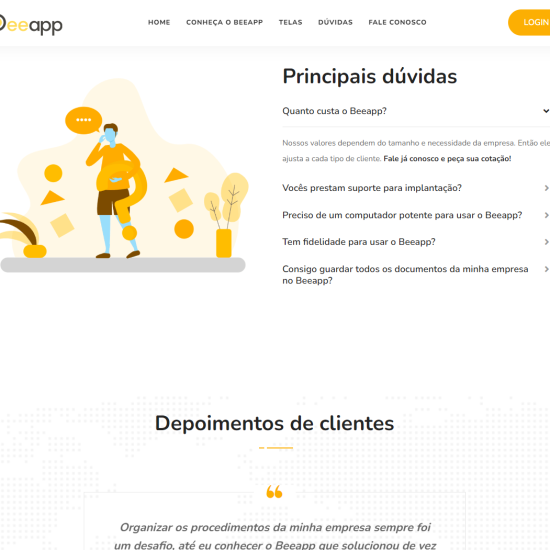 Beeapp
HOME CONHEÇA O BEEAPP TELAS DÚVIDAS FALE CONOSCO
LOGIN
Principais dúvidas
Quanto custa o Beeapp?
Nossos valores dependem do tamanho e necessidade da empresa. Então ele
ajusta a cada tipo de cliente. Fale já conosco e peça sua cotação!
Vocês prestam suporte para implantação?
Preciso de um computador potente para usar o Beeapp?
Tem fidelidade para usar o Beeapp?
Consigo guardar todos os documentos da minha empresa
no Beeapp?
Depoimentos de clientes
“
Organizar os procedimentos da minha empresa sempre foi
um desafio, até eu conhecer o Beeapp que solucionou de vez